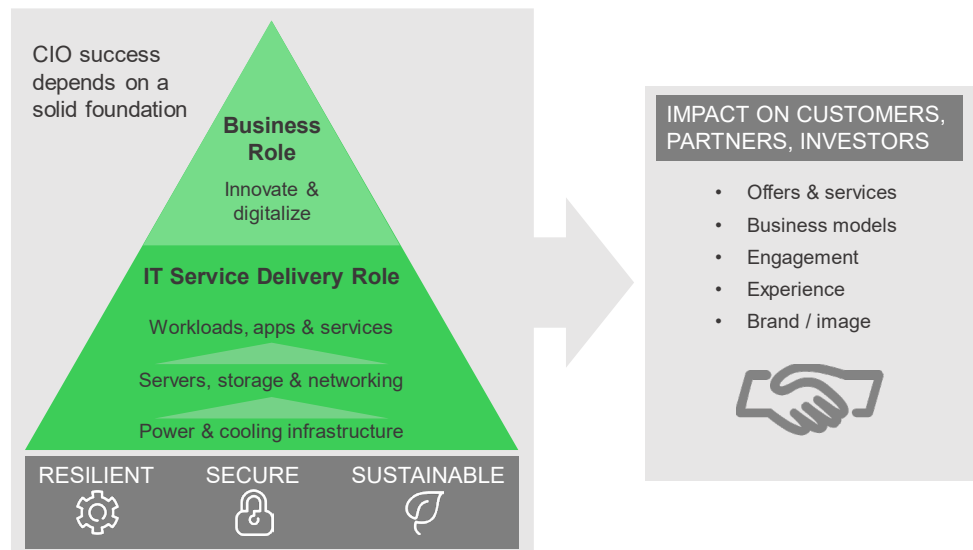 CIO success
depends on a
solid foundation
Business
Role
Innovate &
digitalize
IT Service Delivery Role
Workloads, apps & services
Servers, storage & networking
Power & cooling infrastructure
RESILIENT
SECURE
SUSTAINABLE
IMPACT ON CUSTOMERS,
PARTNERS, INVESTORS
• Offers & services
• Business models
• Engagement
• Experience
• Brand / image